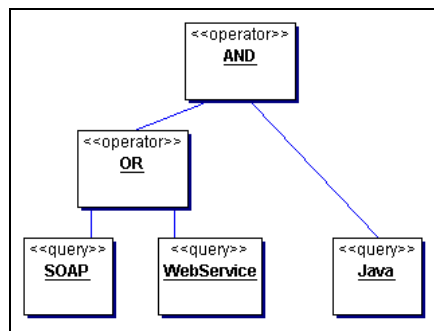 <<operator>>
AND
<<operator>>
OR
<<query>>
SOAP
<<query>>
WebService
<<query>>
Java